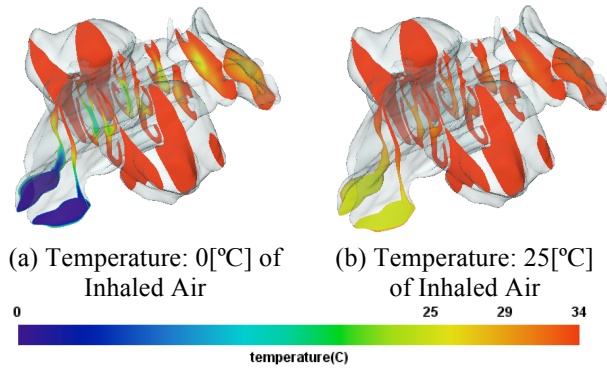 (a) Temperature: 0[ºC] of
Inhaled Air
(b) Temperature: 25[ºC]
of Inhaled Air
0 25 29 34
temperature(C)